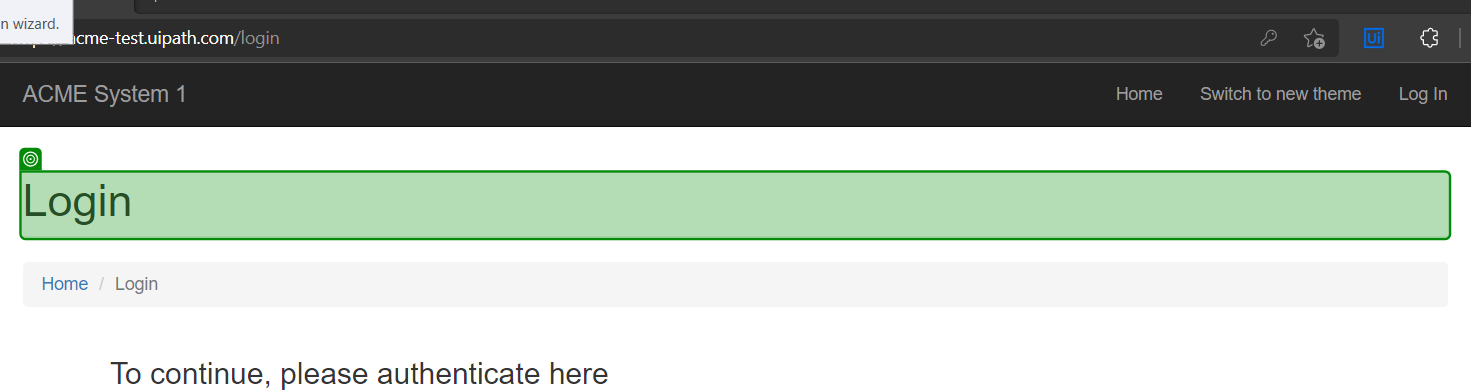 n wizard.
cme-test.uipath.com/login
Ui
ACME System 1
Home
Switch to new theme
Log In
Login
Home / Login
To continue, please authenticate here